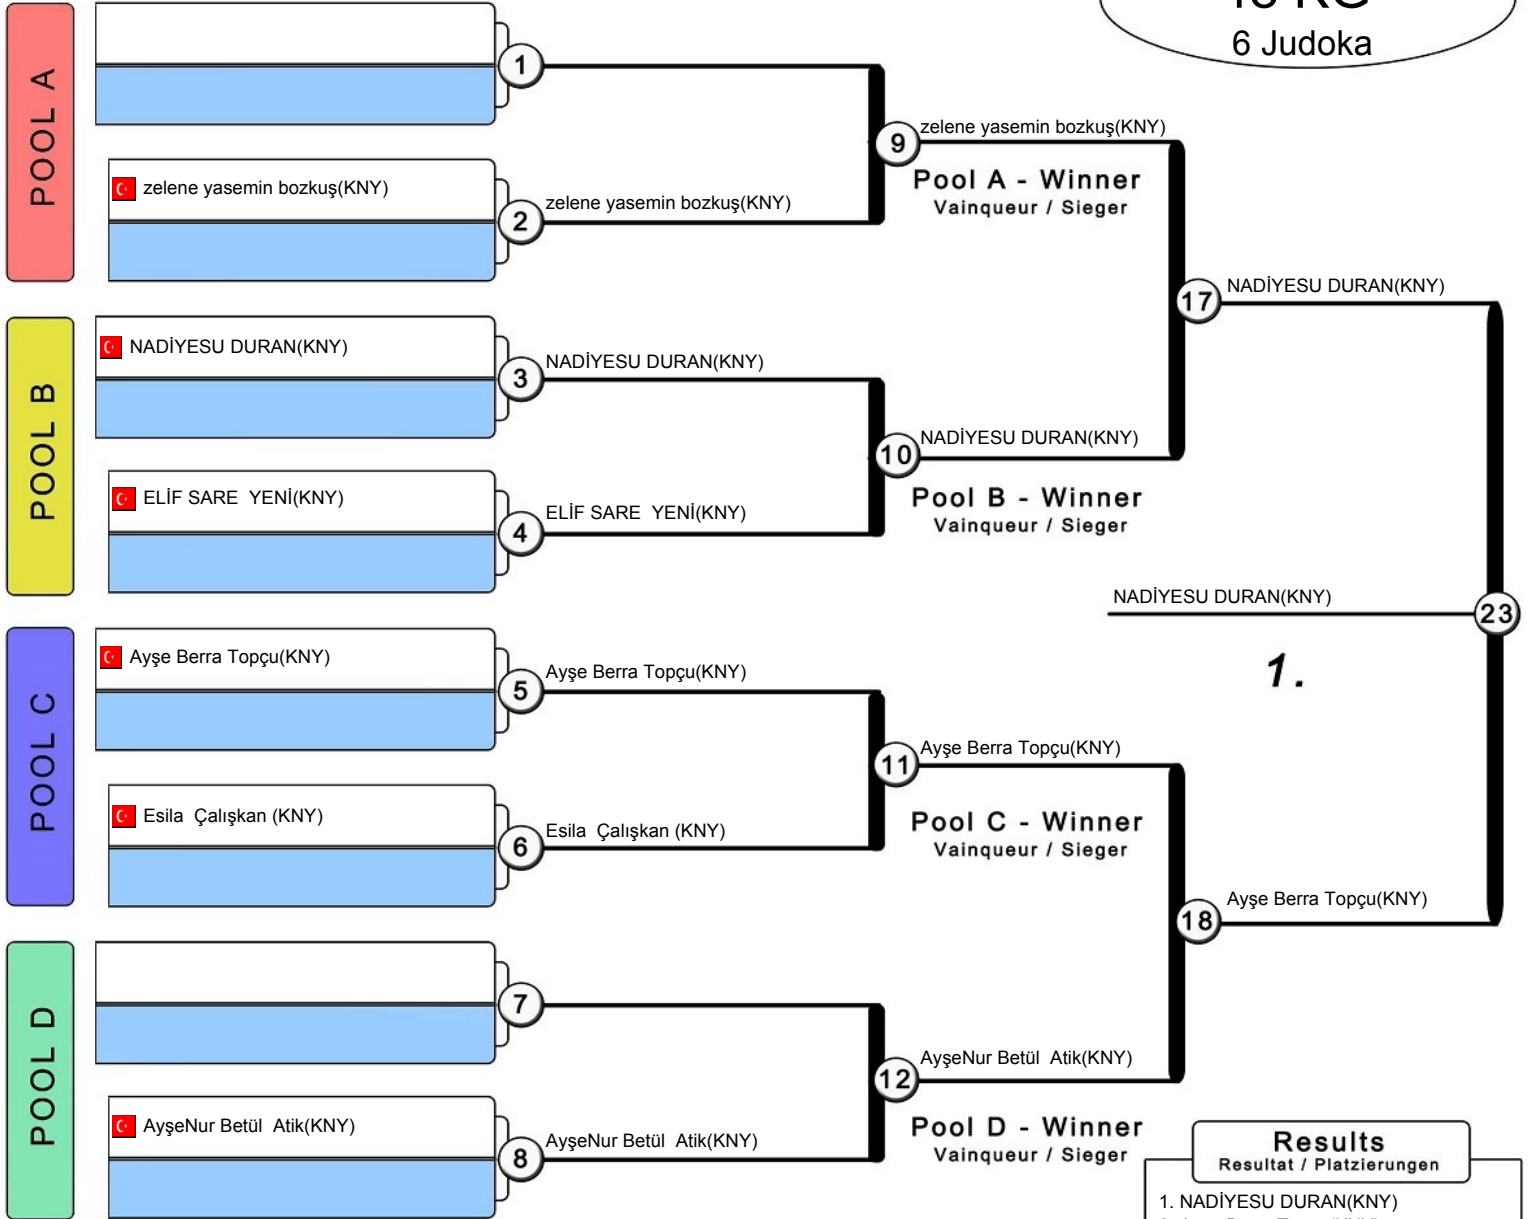 KG
6 Judoka
POOL A
1
zelene yasemin bozkuş(KNY)
2
zelene yasemin bozkuş(KNY)
9
zelene yasemin bozkuş(KNY)
Pool A - Winner
Vainqueur / Sieger
POOL B
NADİYESU DURAN(KNY)
3
NADİYESU DURAN(KNY)
ELİF SARE  YENİ(KNY)
4
ELİF SARE  YENİ(KNY)
10
NADİYESU DURAN(KNY)
Pool B - Winner
Vainqueur / Sieger
17
NADİYESU DURAN(KNY)
NADİYESU DURAN(KNY)
23
1.
POOL C
Ayşe Berra Topçu(KNY)
5
Ayşe Berra Topçu(KNY)
Esila  Çalışkan (KNY)
6
Esila  Çalışkan (KNY)
11
Ayşe Berra Topçu(KNY)
Pool C - Winner
Vainqueur / Sieger
18
Ayşe Berra Topçu(KNY)
POOL D
7
AyşeNur Betül  Atik(KNY)
8
AyşeNur Betül  Atik(KNY)
12
AyşeNur Betül  Atik(KNY)
Pool D - Winner
Vainqueur / Sieger
Results
Resultat / Platzierungen
1. NADİYESU DURAN(KNY)